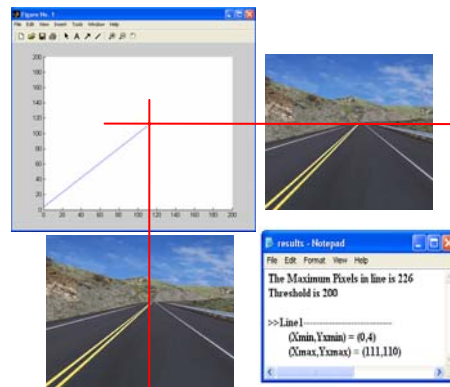 Figure No. 1
File Edit View Insert Tools Window Help
200
180
160
140
120
100
80
60
40
20
0
0 20 40 60 80 100 120 140 160 180 200
results - Notepad
File Edit Format View Help
The Maximum Pixels in line is 226
Threshold is 200
>>Line1--------------------
(Xmin,Yxmin) = (0,4)
(Xmax,Yxmax) = (111,110)